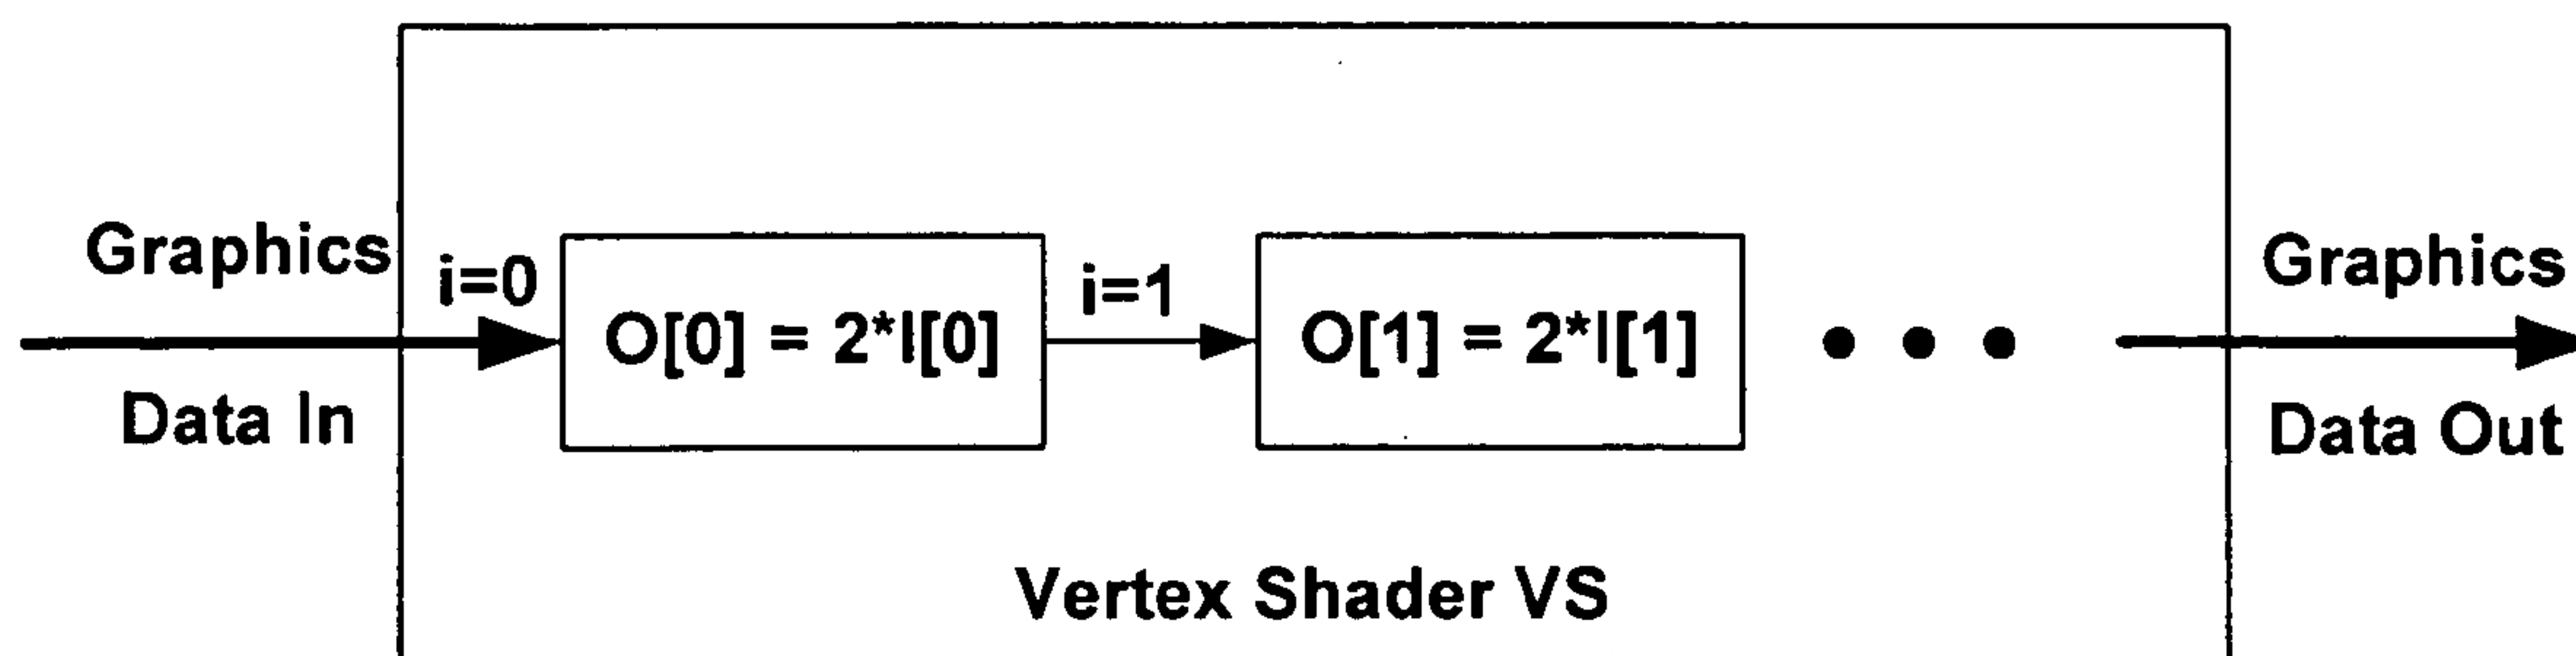 Graphics
Data In
i=0
O[0] = 2*I[0]
i=1
O[1] = 2*I[1]
Graphics
Data Out
Vertex Shader VS